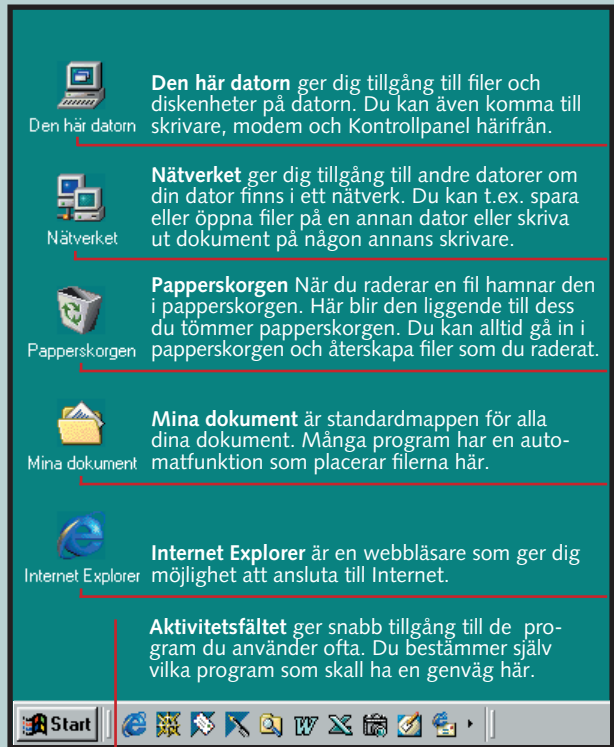 Den här datorn ger dig tillgång till filer och
diskenheter på datorn. Du kan även komma till
skrivare, modem och Kontrollpanel härifrån.
Den här datorn
Nätverket ger dig tillgång till andre datorer om
din dator finns i ett nätverk. Du kan t.ex. spara
eller öppna filer på en annan dator eller skriva
ut dokument på någon annans skrivare.
Nätverket
Papperskorgen När du raderar en fil hamnar den
i papperskorgen. Här blir den liggende till dess
du tömmer papperskorgen. Du kan alltid gå in i
papperskorgen och återskapa filer som du raderat.
Papperskorgen
Mina dokument är standardmappen för alla
dina dokument. Många program har en auto-
matfunktion som placerar filerna här.
Mina dokument
Internet Explorer är en webbläsare som ger dig
möjlighet att ansluta till Internet.
Internet Explorer
Aktivitetsfältet ger snabb tillgång till de pro-
gram du använder ofta. Du bestämmer själv
vilka program som skall ha en genväg här.
Start